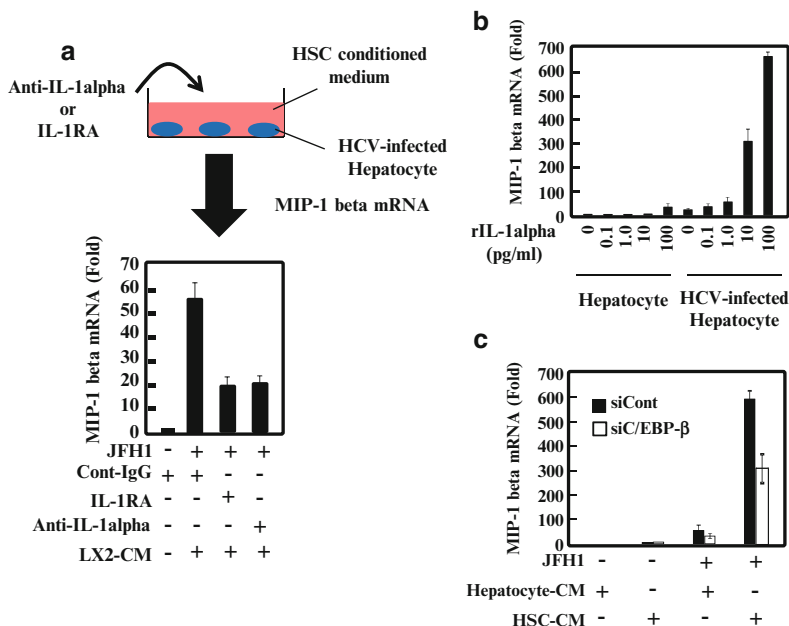 a
HSC conditioned
medium
Anti-IL-1alpha
or
IL-1RA
HCV-infected
Hepatocyte
MIP-1 beta mRNA
MIP-1 beta mRNA (Fold)
70
60
50
40
30
20
10
0
JFH1 - + + +
Cont-IgG + + - -
IL-1RA - - + -
Anti-IL-1alpha - - - +
LX2-CM - + + +
b
MIP-1 beta mRNA (Fold)
700
600
500
400
300
200
100
0
rIL-1alpha
(pg/ml)
0 0.1 1.0 10 100 0 0.1 1.0 10 100
Hepatocyte
HCV-infected
Hepatocyte
c
MIP-1 beta mRNA (Fold)
700
600
500
400
300
200
100
0
siCont
siC/EBP-β
JFH1 - - + +
Hepatocyte-CM + - + -
HSC-CM - + - +